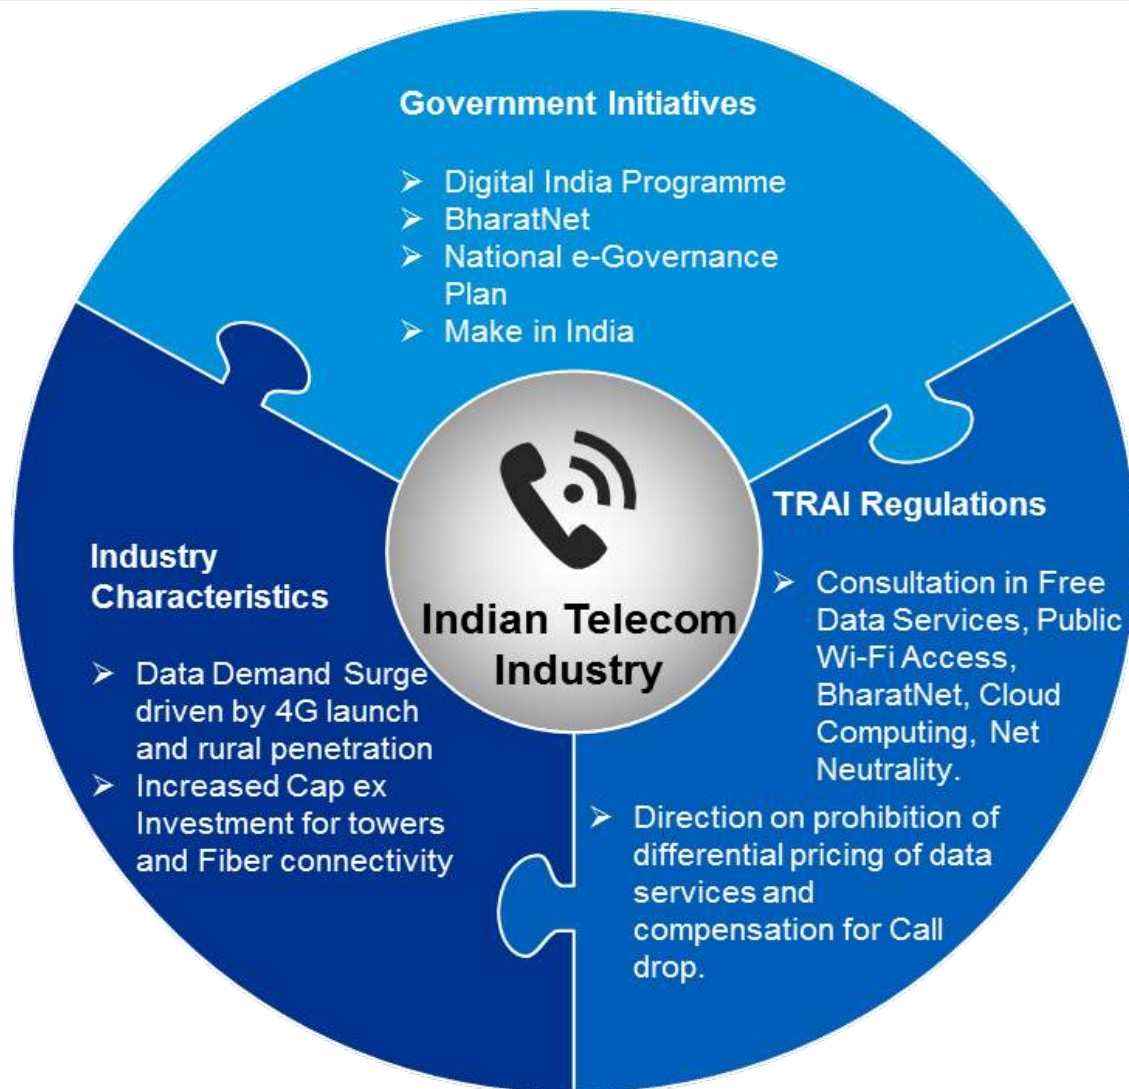 Government Initiatives
➢ Digital India Programme
➢ BharatNet
➢ National e-Governance
Plan
➢ Make in India
Indian Telecom
Industry
TRAI Regulations
➢ Consultation in Free
Data Services, Public
Wi-Fi Access,
BharatNet, Cloud
Computing, Net
Neutrality.
➢ Direction on prohibition of
differential pricing of data
services and
compensation for Call
drop.
Industry
Characteristics
➢ Data Demand Surge
driven by 4G launch
and rural penetration
➢ Increased Cap ex
Investment for towers
and Fiber connectivity